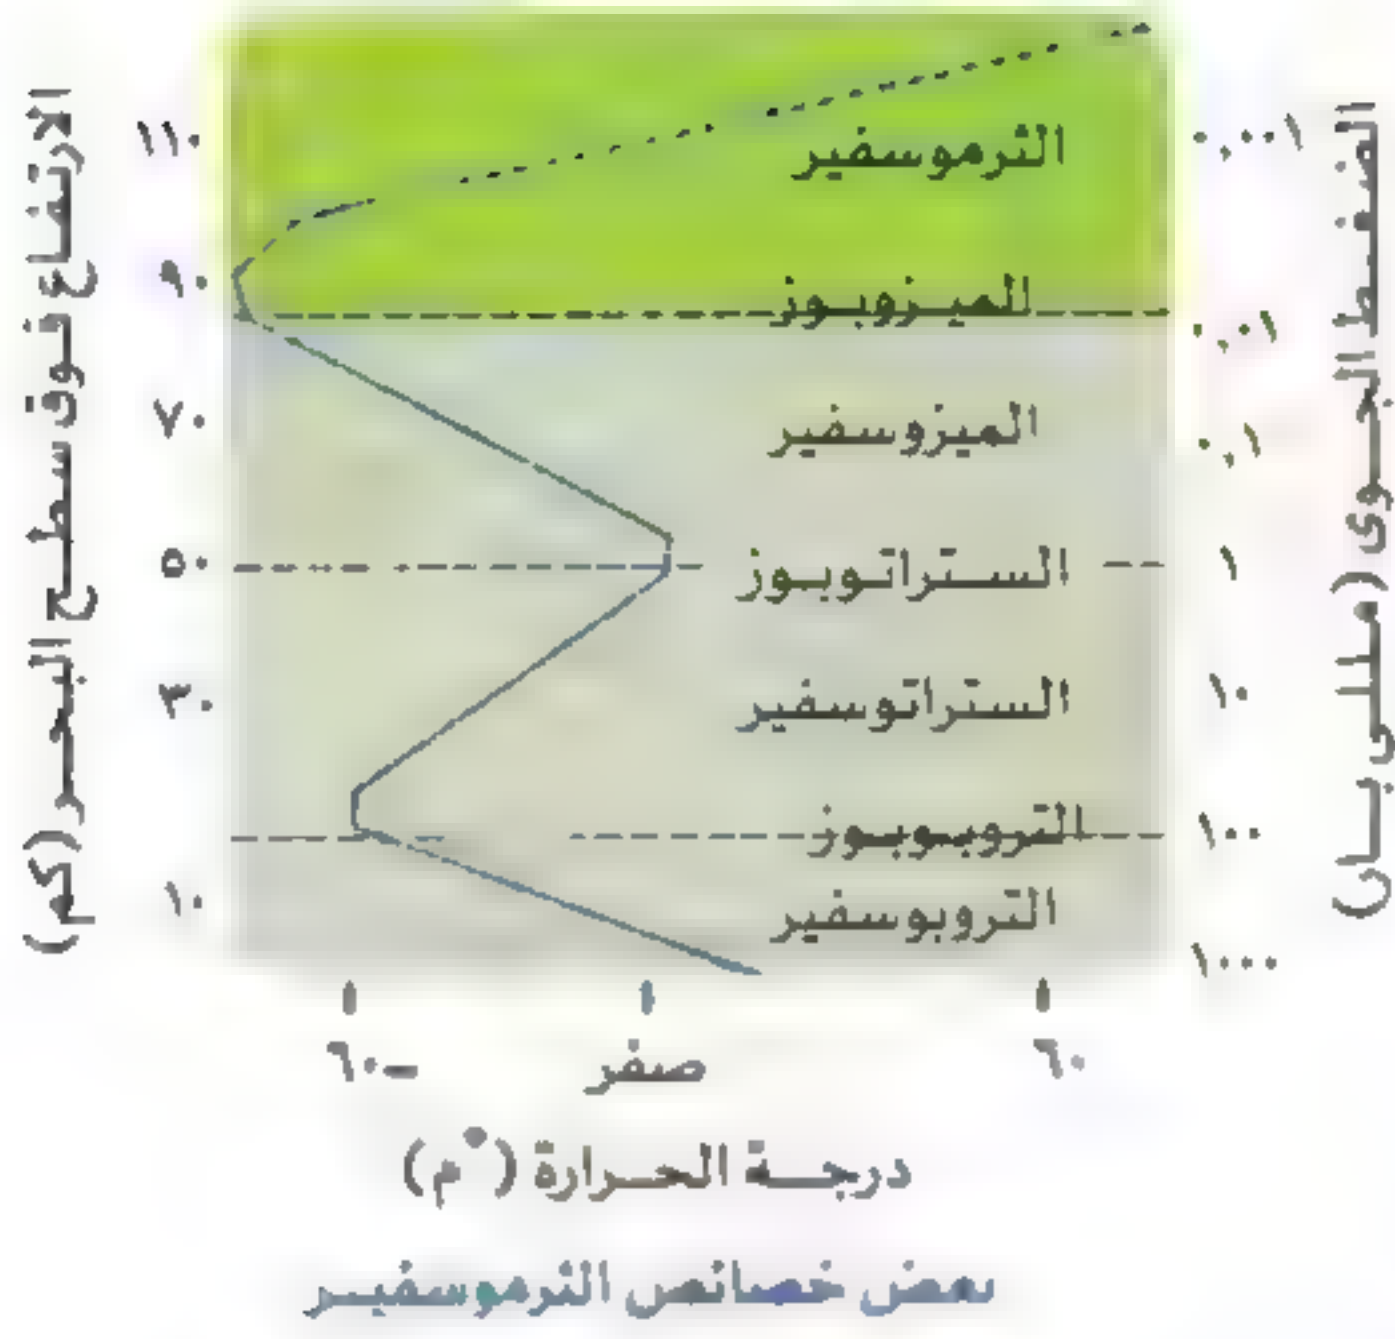 الارتفاع فوق سطح البحر (كم)
١١٠
٩٠
٧٠
٥٠
٣٠
١٠
الثرموسفير
الميزوبوز
الميزوسفير
الستراتوبوز
الستراتوسفير
التروبوبوز
التروبوسفير
الضغط الجوى (مللى بار)
٠,٠٠١
٠,٠١
٠,١
١
١٠
١٠٠
١٠٠٠
٦٠ صفر ٦٠–
درجة الحرارة (°م)
بعض خصائص الثرموسفير